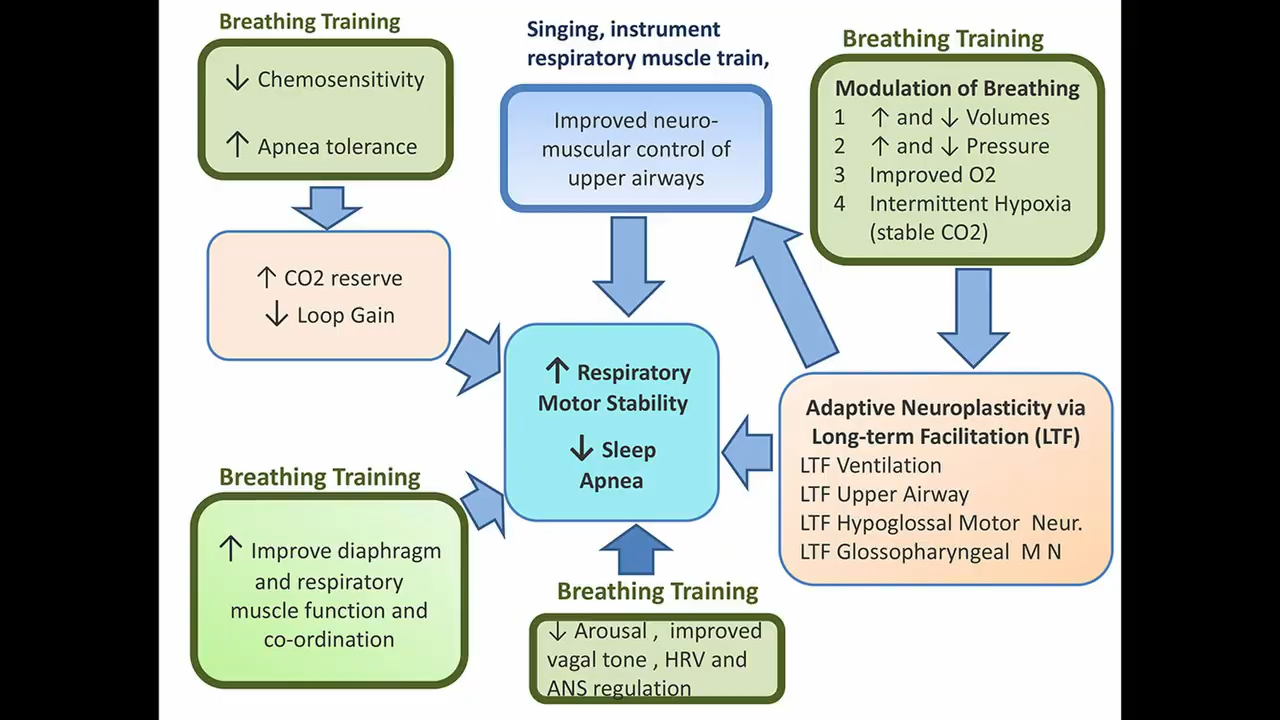 Breathing Training
↓ Chemosensitivity
↑ Apnea tolerance
↑ CO2 reserve
↓ Loop Gain
Singing, instrument
respiratory muscle train,
Improved neuro-
muscular control of
upper airways
Breathing Training
Modulation of Breathing
1 ↑ and ↓ Volumes
2 ↑ and ↓ Pressure
3 Improved O2
4 Intermittent Hypoxia
(stable CO2)
↑ Respiratory
Motor Stability
↓ Sleep
Apnea
Adaptive Neuroplasticity via
Long-term Facilitation (LTF)
LTF Ventilation
LTF Upper Airway
LTF Hypoglossal Motor Neur.
LTF Glossopharyngeal M N
Breathing Training
↑ Improve diaphragm
and respiratory
muscle function and
co-ordination
Breathing Training
↓ Arousal , improved
vagal tone , HRV and
ANS regulation